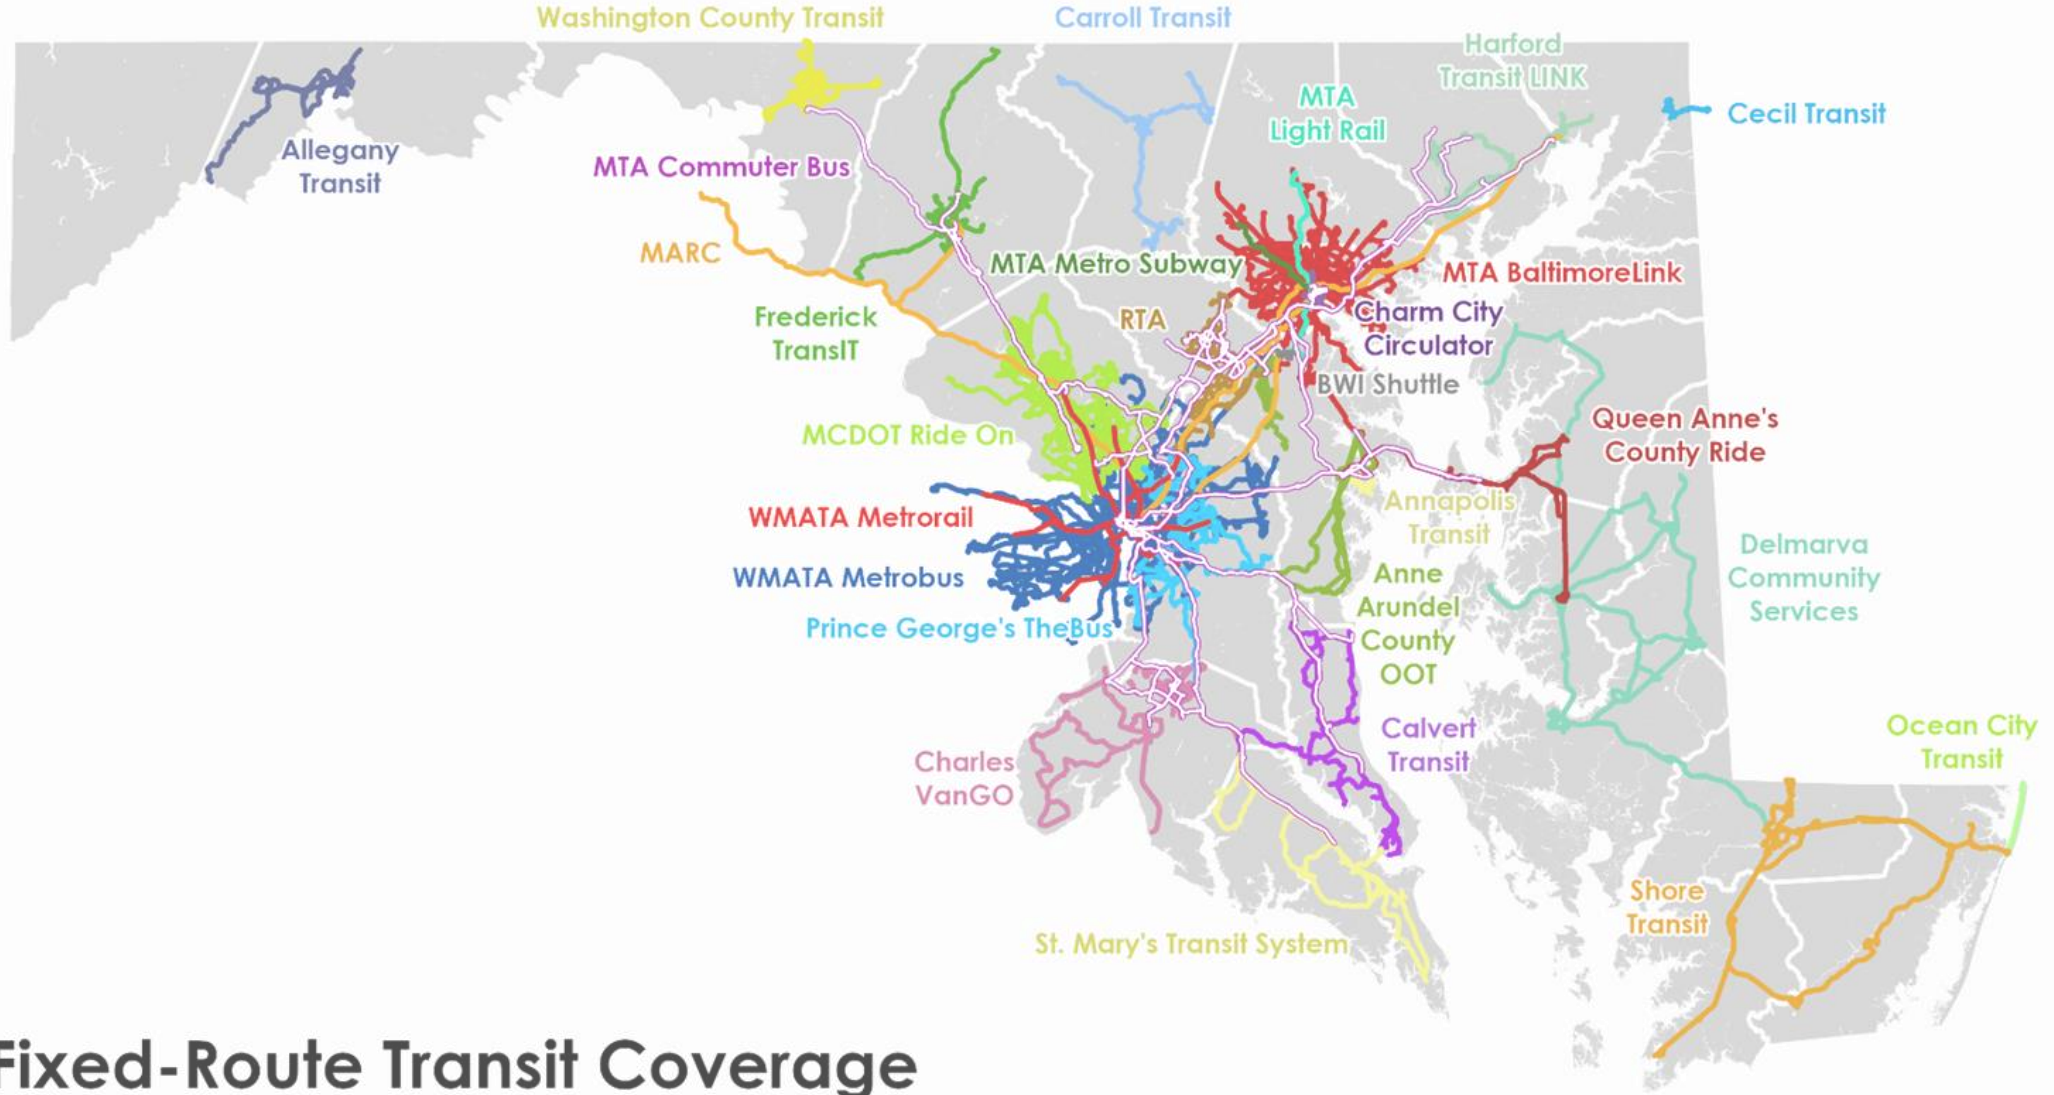 Washington County Transit
Carroll Transit
Harford
Transit LINK
MTA
Light Rail
Cecil Transit
Allegany
Transit
MTA Commuter Bus
MARC
MTA Metro Subway
MTA BaltimoreLink
Frederick
TransIT
RTA
Charm City
Circulator
BWI Shuttle
MCDOT Ride On
Queen Anne's
County Ride
WMATA Metrorail
Annapolis
Transit
WMATA Metrobus
Delmarva
Community
Services
Anne
Arundel
County
OOT
Prince George's TheBus
Calvert
Transit
Ocean City
Transit
Charles
VanGO
Shore
Transit
St. Mary's Transit System
Fixed-Route Transit Coverage